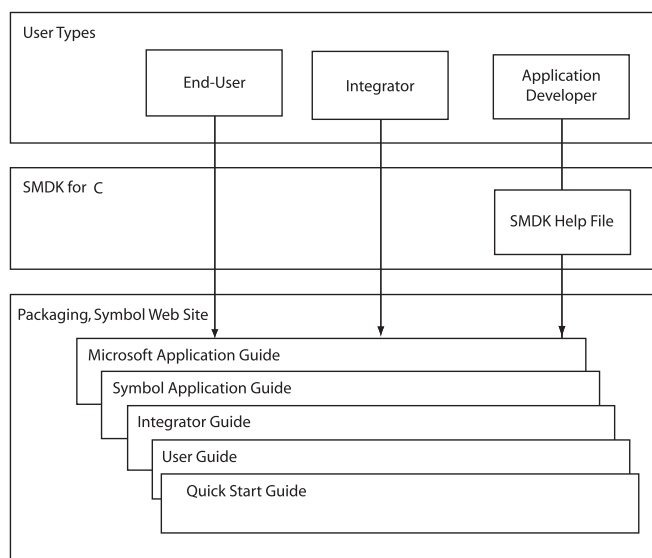 User Types
End-User
Integrator
Application
Developer
SMDK for C
SMDK Help File
Packaging, Symbol Web Site
Microsoft Application Guide
Symbol Application Guide
Integrator Guide
User Guide
Quick Start Guide